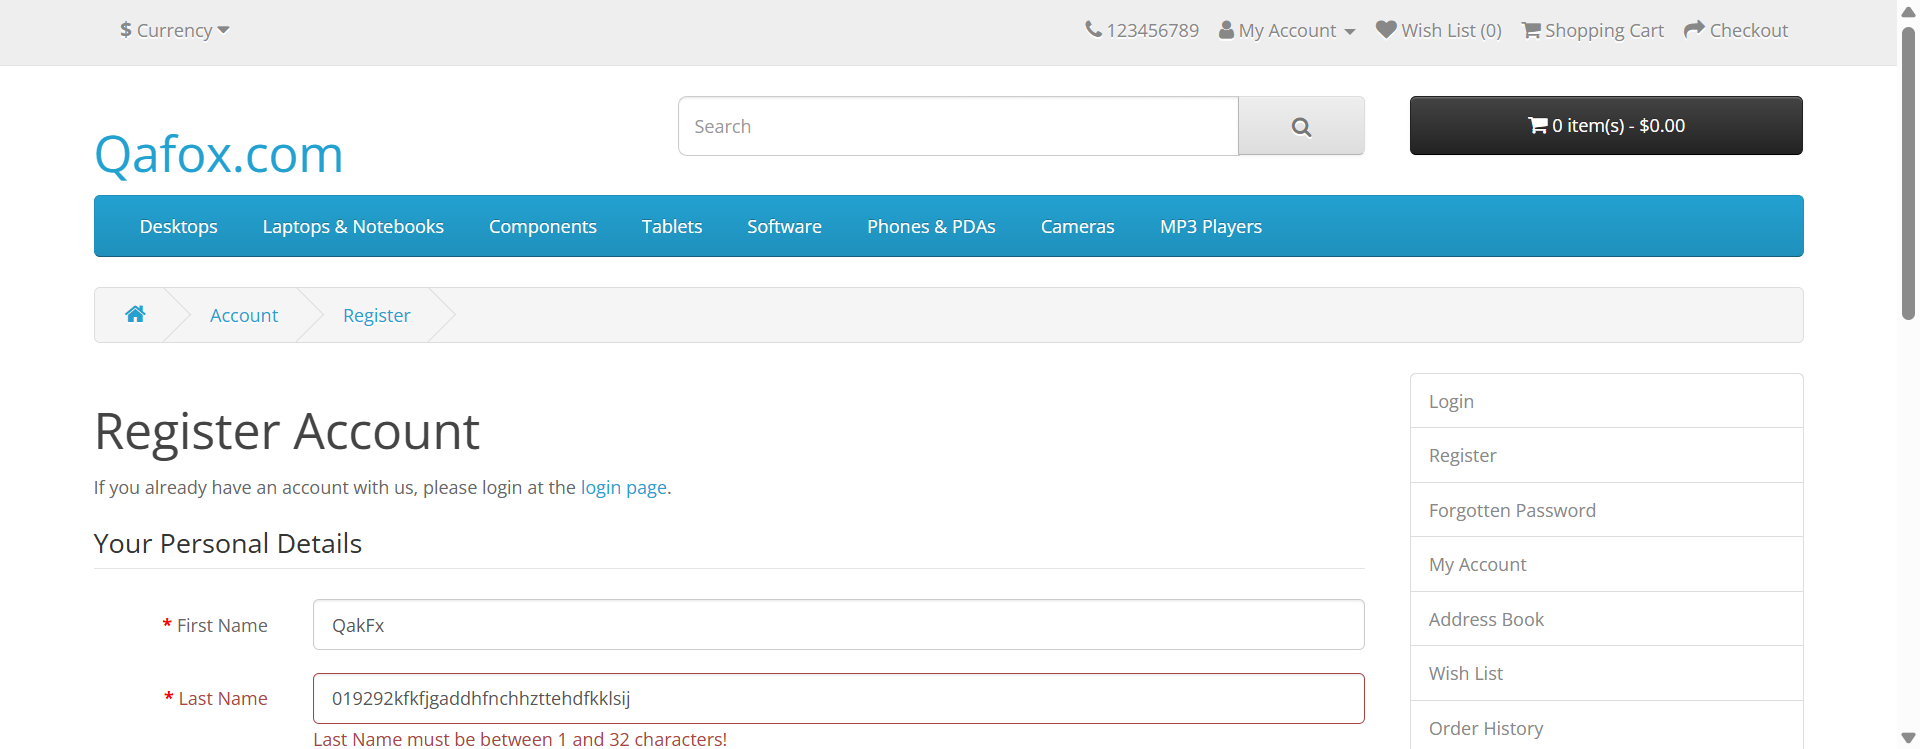 $ Currency
123456789 My Account Wish List (0) Shopping Cart Checkout
Search
0 item(s) - $0.00
Qafox.com
Desktops Laptops & Notebooks Components Tablets Software Phones & PDAs Cameras MP3 Players
Account Register
Register Account
If you already have an account with us, please login at the login page.
Your Personal Details
* First Name QakFx
* Last Name 019292kfkfjgaddhfnchhzttehdfkklsij
Last Name must be between 1 and 32 characters!
Login
Register
Forgotten Password
My Account
Address Book
Wish List
Order History